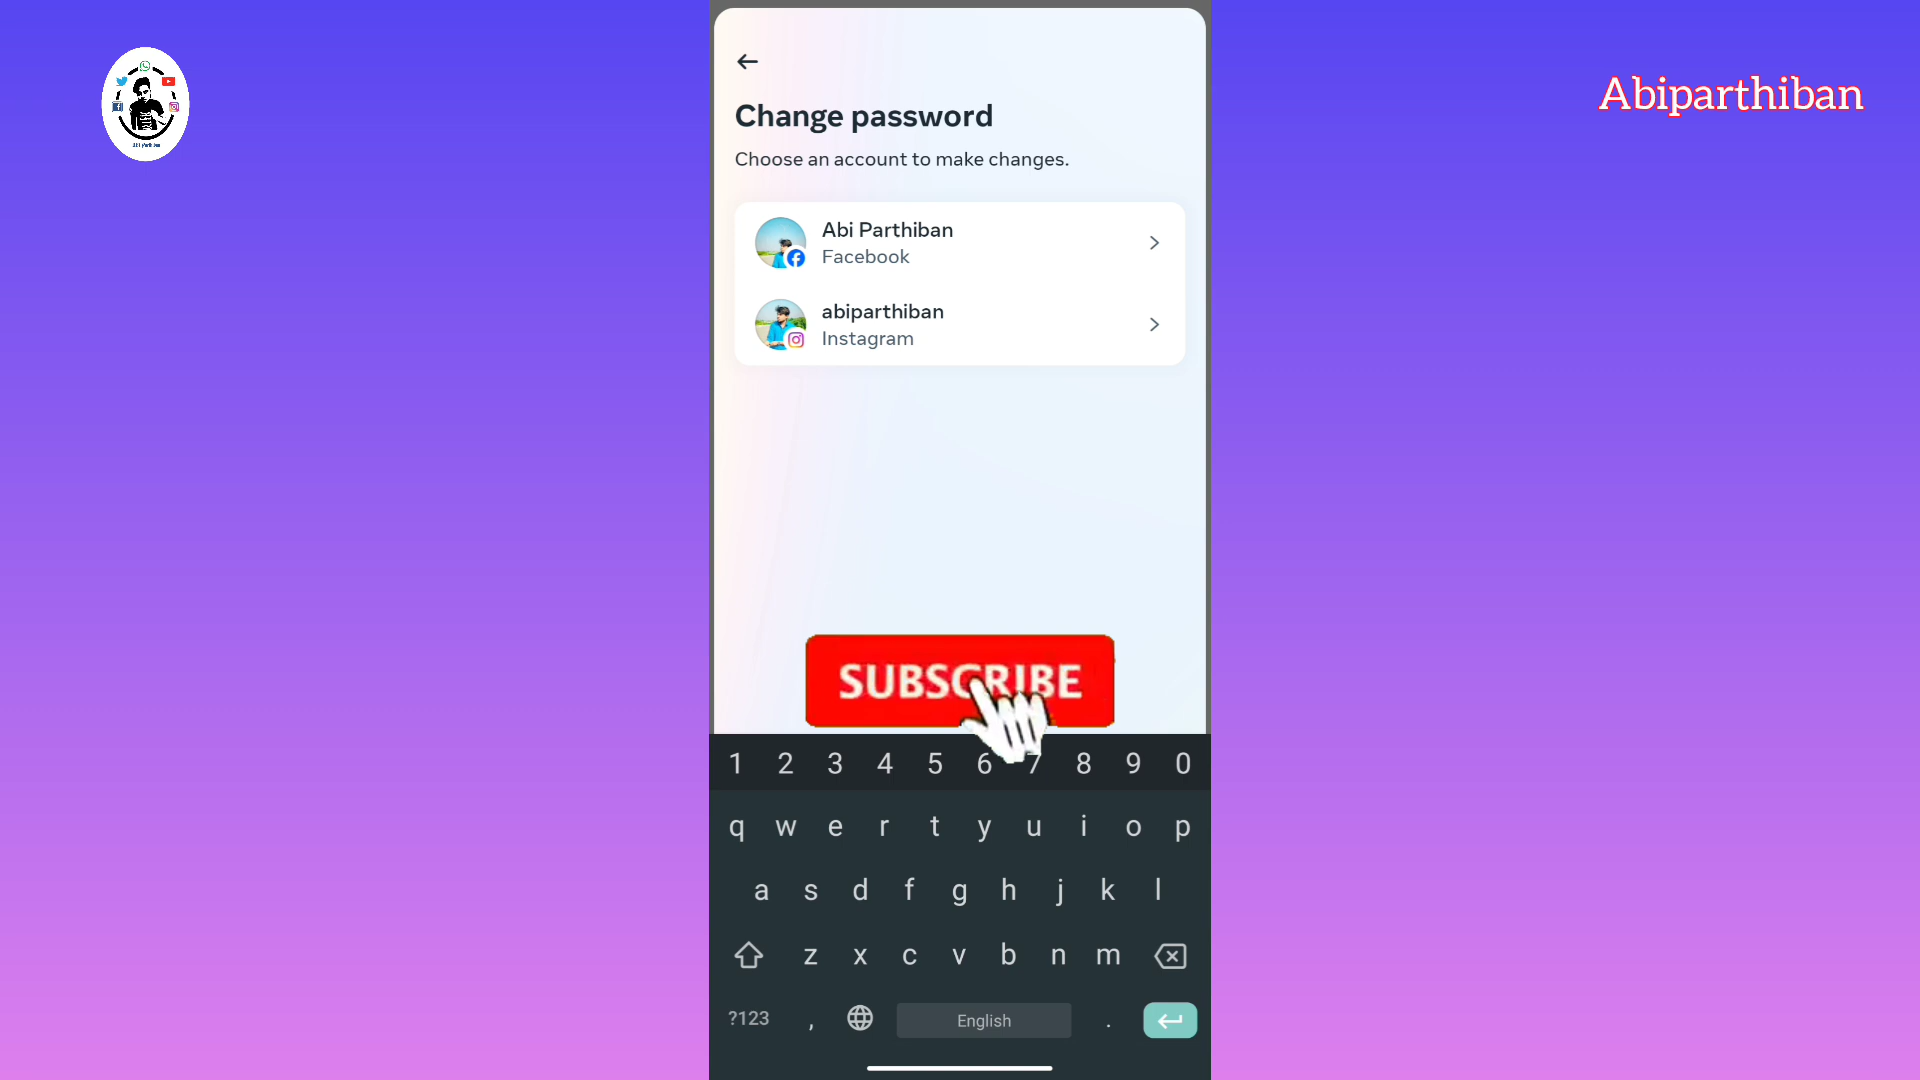 Abiparthiban
Change password
Choose an account to make changes.
Abi Parthiban
Facebook
abiparthiban
Instagram
SUBSCRIBE
1 2 3 4 5 6 7 8 9 0
q w e r t y u i o p
a s d f g h j k l
z x c v b n m
?123 , English .